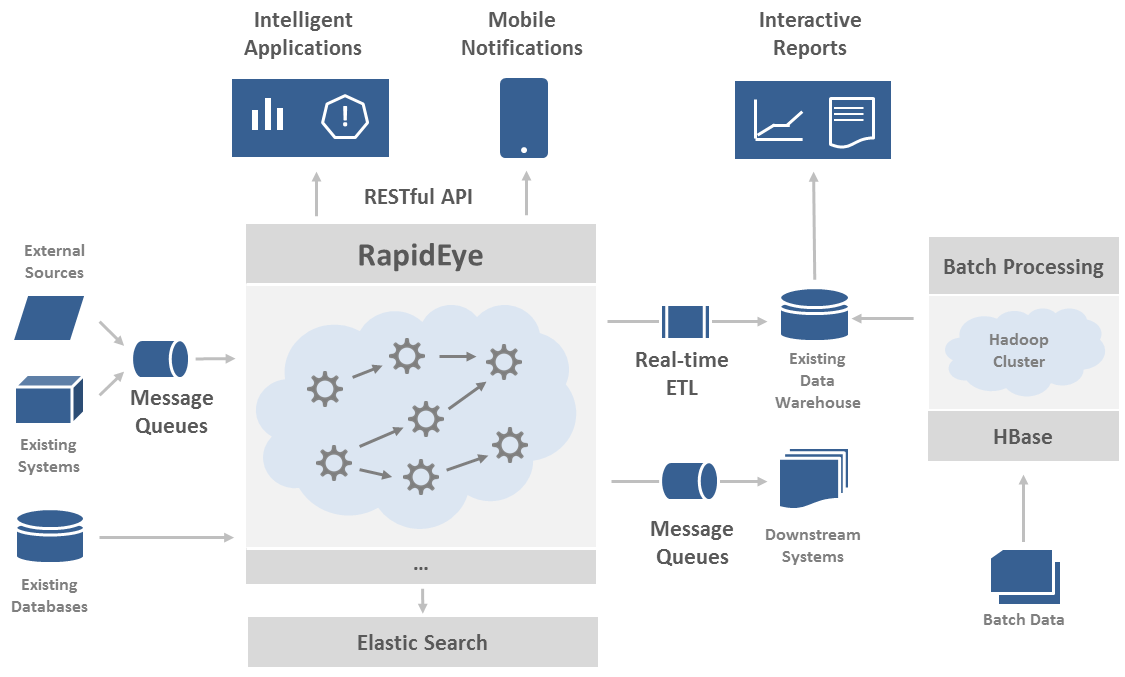 Intelligent
Applications
Mobile
Notifications
Interactive
Reports
!
RESTful API
RapidEye
External
Sources
Message
Queues
Existing
Systems
Existing
Databases
...
Elastic Search
Real-time
ETL
Existing
Data
Warehouse
Message
Queues
Downstream
Systems
Batch Processing
Hadoop
Cluster
HBase
Batch Data